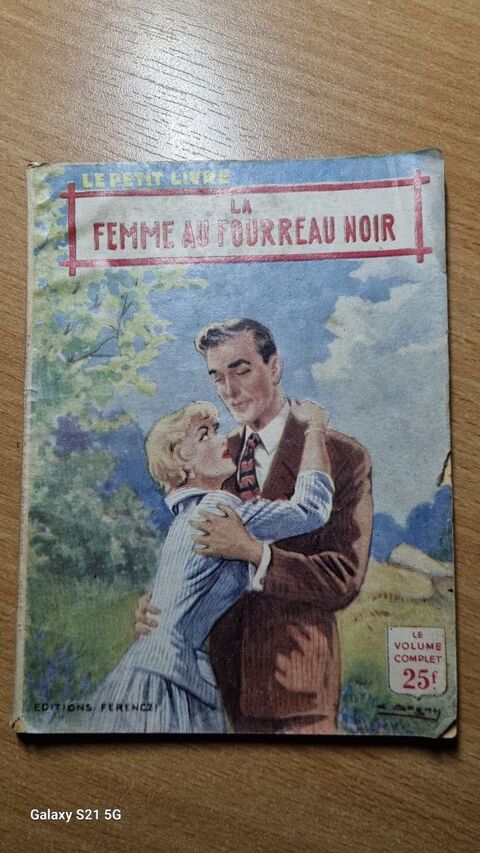 LE PETIT LIVRE
LA
FEMME AU FOURREAU NOIR
LE
VOLUME
COMPLET
25f
EDITIONS FERENCZI
Galaxy S21 5G